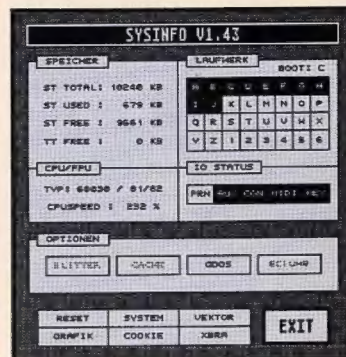 SYSINFO V1.43
SPEICHER
ST TOTAL: 10240 KB
ST USED : 679 KB
ST FREE : 9661 KB
TT FREE : 0 KB
LAUFWERK
BOOT: C
A B C D E F G H
I J K L M N O P
Q R S T U V W X
Y Z 1 2 3 4 5 6
CPU/FPU
TYP: 68030 / 81/82
CPUSPEED : 232 %
IO STATUS
PRN AUX CON MIDI KEY
OPTIONEN
BLITTER CACHE GDOS ECTUHR
RESET SYSTEM VEKTOR
GRAFIK COOKIE XBRA
EXIT